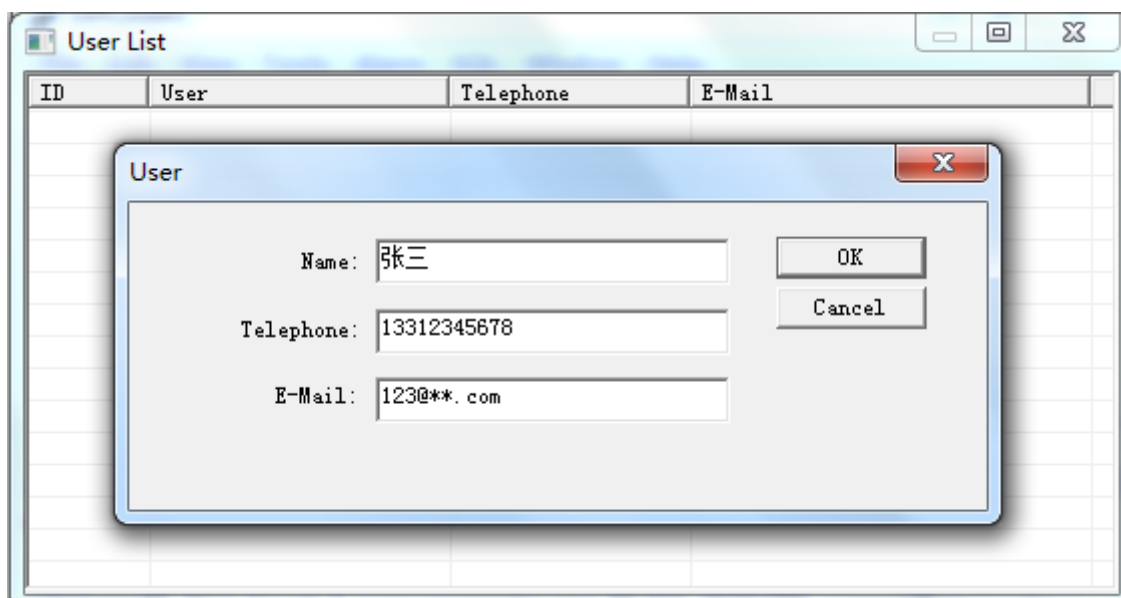 User List
ID User Telephone E-Mail
User
Name: 张三
OK
Telephone: 13312345678
Cancel
E-Mail: 123@**.com